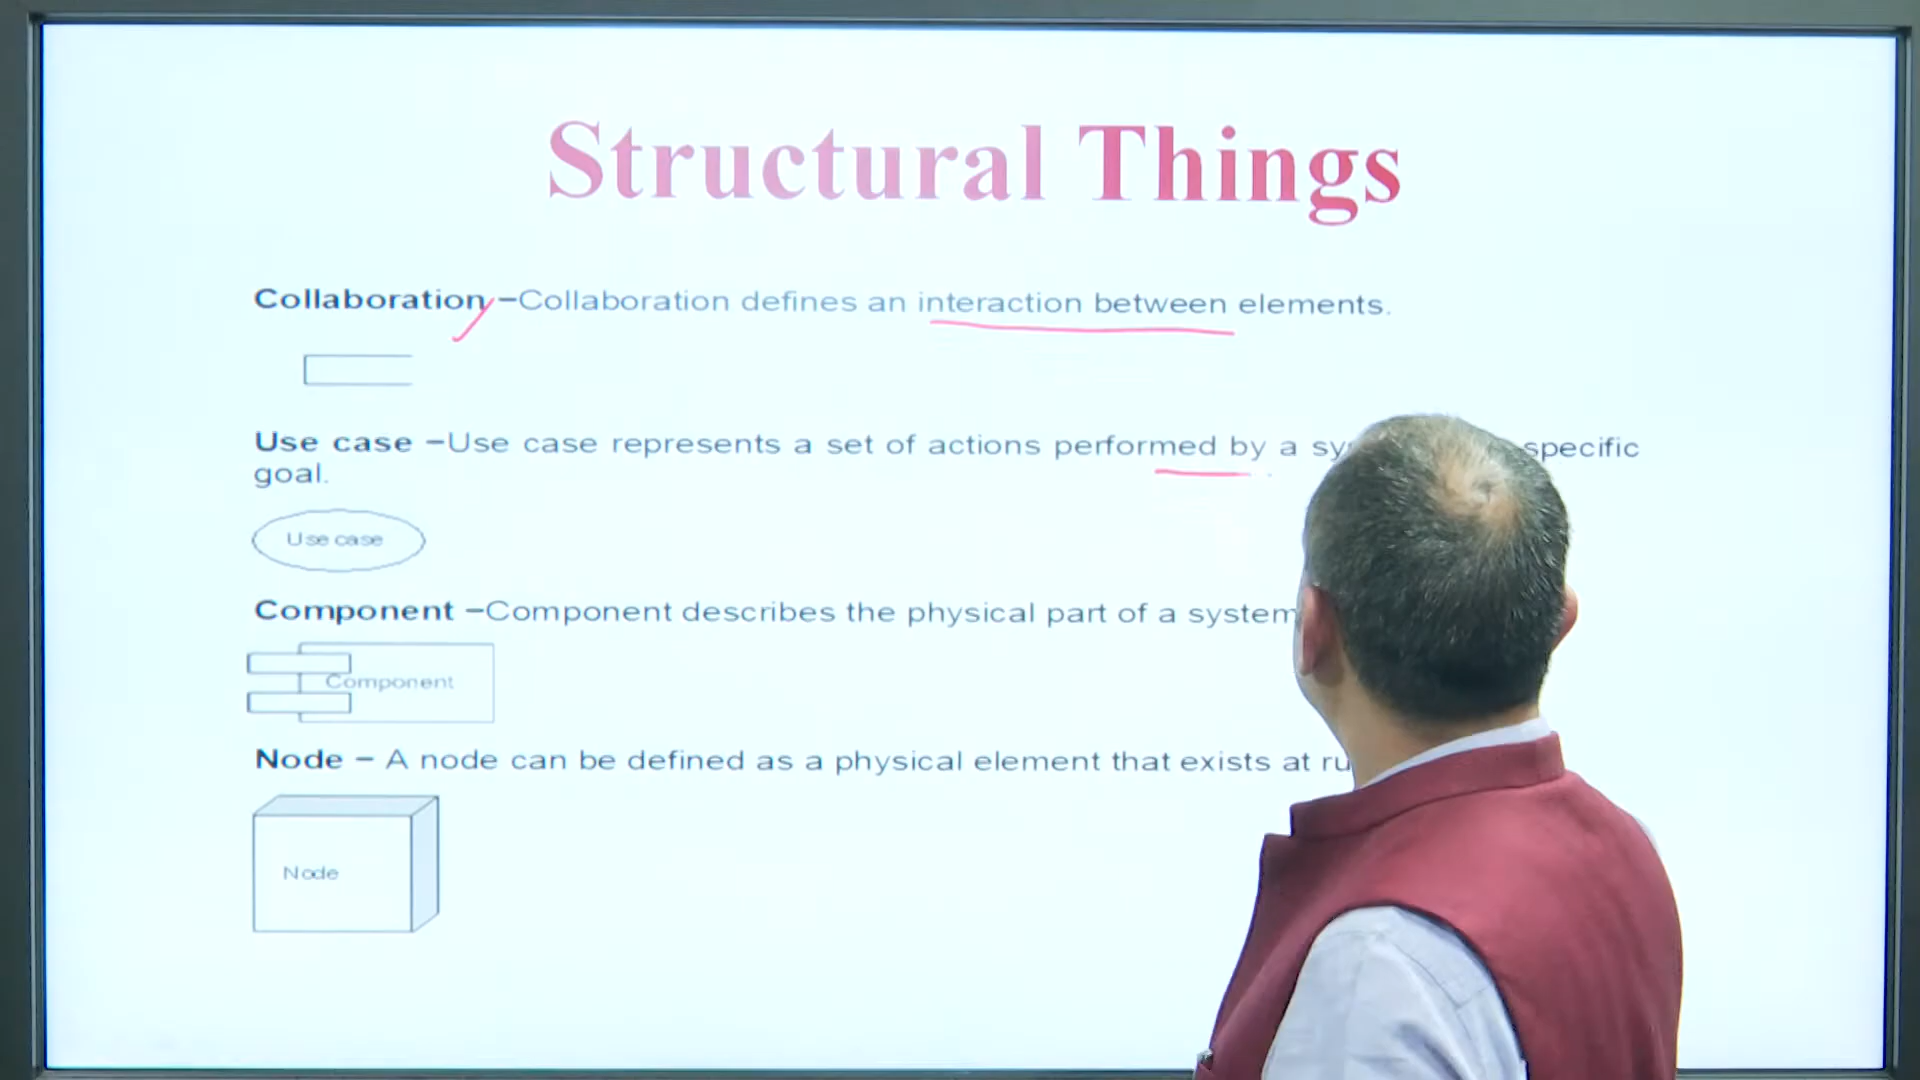 Structural Things
Collaboration –Collaboration defines an interaction between elements.
Use case –Use case represents a set of actions performed by a specific
goal.
Use case
Component –Component describes the physical part of a system
Component
Node – A node can be defined as a physical element that exists at
Node